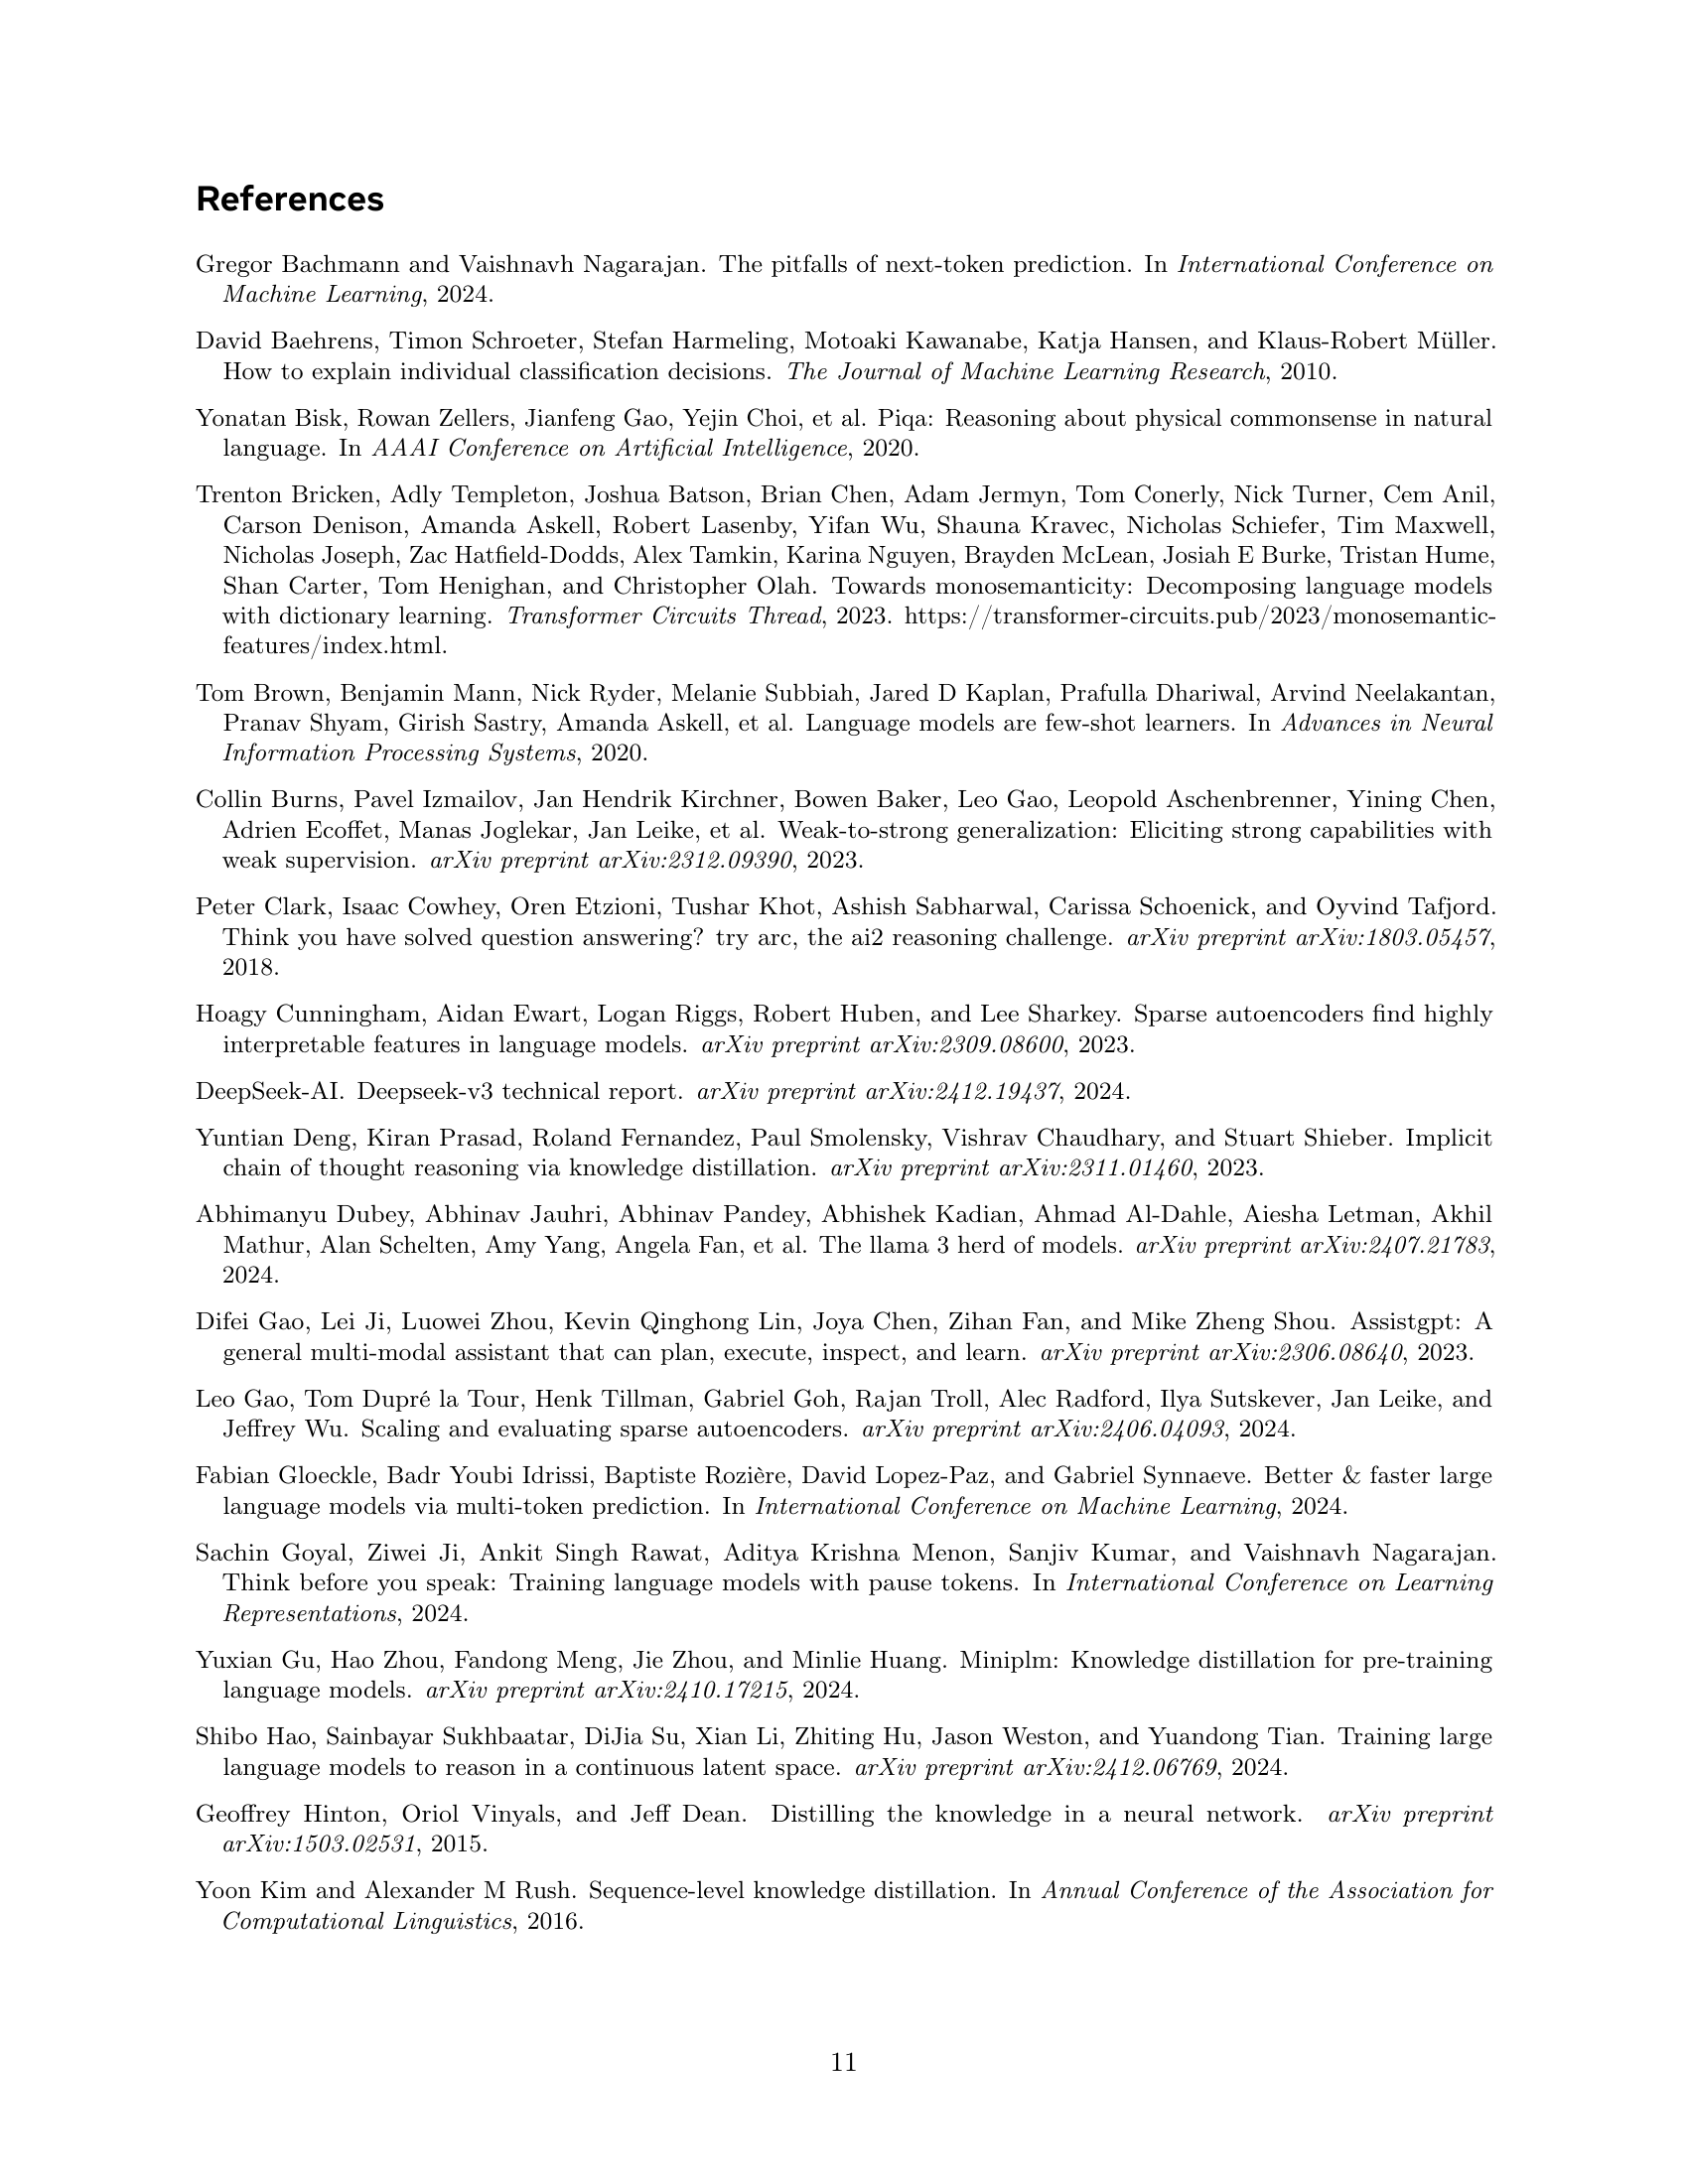 References
Gregor Bachmann and Vaishnavh Nagarajan. The pitfalls of next-token prediction. In International Conference on
Machine Learning, 2024.
David Baehrens, Timon Schroeter, Stefan Harmeling, Motoaki Kawanabe, Katja Hansen, and Klaus-Robert Müller.
How to explain individual classification decisions. The Journal of Machine Learning Research, 2010.
Yonatan Bisk, Rowan Zellers, Jianfeng Gao, Yejin Choi, et al. Piqa: Reasoning about physical commonsense in natural
language. In AAAI Conference on Artificial Intelligence, 2020.
Trenton Bricken, Adly Templeton, Joshua Batson, Brian Chen, Adam Jermyn, Tom Conerly, Nick Turner, Cem Anil,
Carson Denison, Amanda Askell, Robert Lasenby, Yifan Wu, Shauna Kravec, Nicholas Schiefer, Tim Maxwell,
Nicholas Joseph, Zac Hatfield-Dodds, Alex Tamkin, Karina Nguyen, Brayden McLean, Josiah E Burke, Tristan Hume,
Shan Carter, Tom Henighan, and Christopher Olah. Towards monosemanticity: Decomposing language models
with dictionary learning. Transformer Circuits Thread, 2023. https://transformer-circuits.pub/2023/monosemantic-
features/index.html.
Tom Brown, Benjamin Mann, Nick Ryder, Melanie Subbiah, Jared D Kaplan, Prafulla Dhariwal, Arvind Neelakantan,
Pranav Shyam, Girish Sastry, Amanda Askell, et al. Language models are few-shot learners. In Advances in Neural
Information Processing Systems, 2020.
Collin Burns, Pavel Izmailov, Jan Hendrik Kirchner, Bowen Baker, Leo Gao, Leopold Aschenbrenner, Yining Chen,
Adrien Ecoffet, Manas Joglekar, Jan Leike, et al. Weak-to-strong generalization: Eliciting strong capabilities with
weak supervision. arXiv preprint arXiv:2312.09390, 2023.
Peter Clark, Isaac Cowhey, Oren Etzioni, Tushar Khot, Ashish Sabharwal, Carissa Schoenick, and Oyvind Tafjord.
Think you have solved question answering? try arc, the ai2 reasoning challenge. arXiv preprint arXiv:1803.05457,
2018.
Hoagy Cunningham, Aidan Ewart, Logan Riggs, Robert Huben, and Lee Sharkey. Sparse autoencoders find highly
interpretable features in language models. arXiv preprint arXiv:2309.08600, 2023.
DeepSeek-AI. Deepseek-v3 technical report. arXiv preprint arXiv:2412.19437, 2024.
Yuntian Deng, Kiran Prasad, Roland Fernandez, Paul Smolensky, Vishrav Chaudhary, and Stuart Shieber. Implicit
chain of thought reasoning via knowledge distillation. arXiv preprint arXiv:2311.01460, 2023.
Abhimanyu Dubey, Abhinav Jauhri, Abhinav Pandey, Abhishek Kadian, Ahmad Al-Dahle, Aiesha Letman, Akhil
Mathur, Alan Schelten, Amy Yang, Angela Fan, et al. The llama 3 herd of models. arXiv preprint arXiv:2407.21783,
2024.
Difei Gao, Lei Ji, Luowei Zhou, Kevin Qinghong Lin, Joya Chen, Zihan Fan, and Mike Zheng Shou. Assistgpt: A
general multi-modal assistant that can plan, execute, inspect, and learn. arXiv preprint arXiv:2306.08640, 2023.
Leo Gao, Tom Dupré la Tour, Henk Tillman, Gabriel Goh, Rajan Troll, Alec Radford, Ilya Sutskever, Jan Leike, and
Jeffrey Wu. Scaling and evaluating sparse autoencoders. arXiv preprint arXiv:2406.04093, 2024.
Fabian Gloeckle, Badr Youbi Idrissi, Baptiste Rozière, David Lopez-Paz, and Gabriel Synnaeve. Better & faster large
language models via multi-token prediction. In International Conference on Machine Learning, 2024.
Sachin Goyal, Ziwei Ji, Ankit Singh Rawat, Aditya Krishna Menon, Sanjiv Kumar, and Vaishnavh Nagarajan.
Think before you speak: Training language models with pause tokens. In International Conference on Learning
Representations, 2024.
Yuxian Gu, Hao Zhou, Fandong Meng, Jie Zhou, and Minlie Huang. Miniplm: Knowledge distillation for pre-training
language models. arXiv preprint arXiv:2410.17215, 2024.
Shibo Hao, Sainbayar Sukhbaatar, DiJia Su, Xian Li, Zhiting Hu, Jason Weston, and Yuandong Tian. Training large
language models to reason in a continuous latent space. arXiv preprint arXiv:2412.06769, 2024.
Geoffrey Hinton, Oriol Vinyals, and Jeff Dean. Distilling the knowledge in a neural network. arXiv preprint
arXiv:1503.02531, 2015.
Yoon Kim and Alexander M Rush. Sequence-level knowledge distillation. In Annual Conference of the Association for
Computational Linguistics, 2016.
11